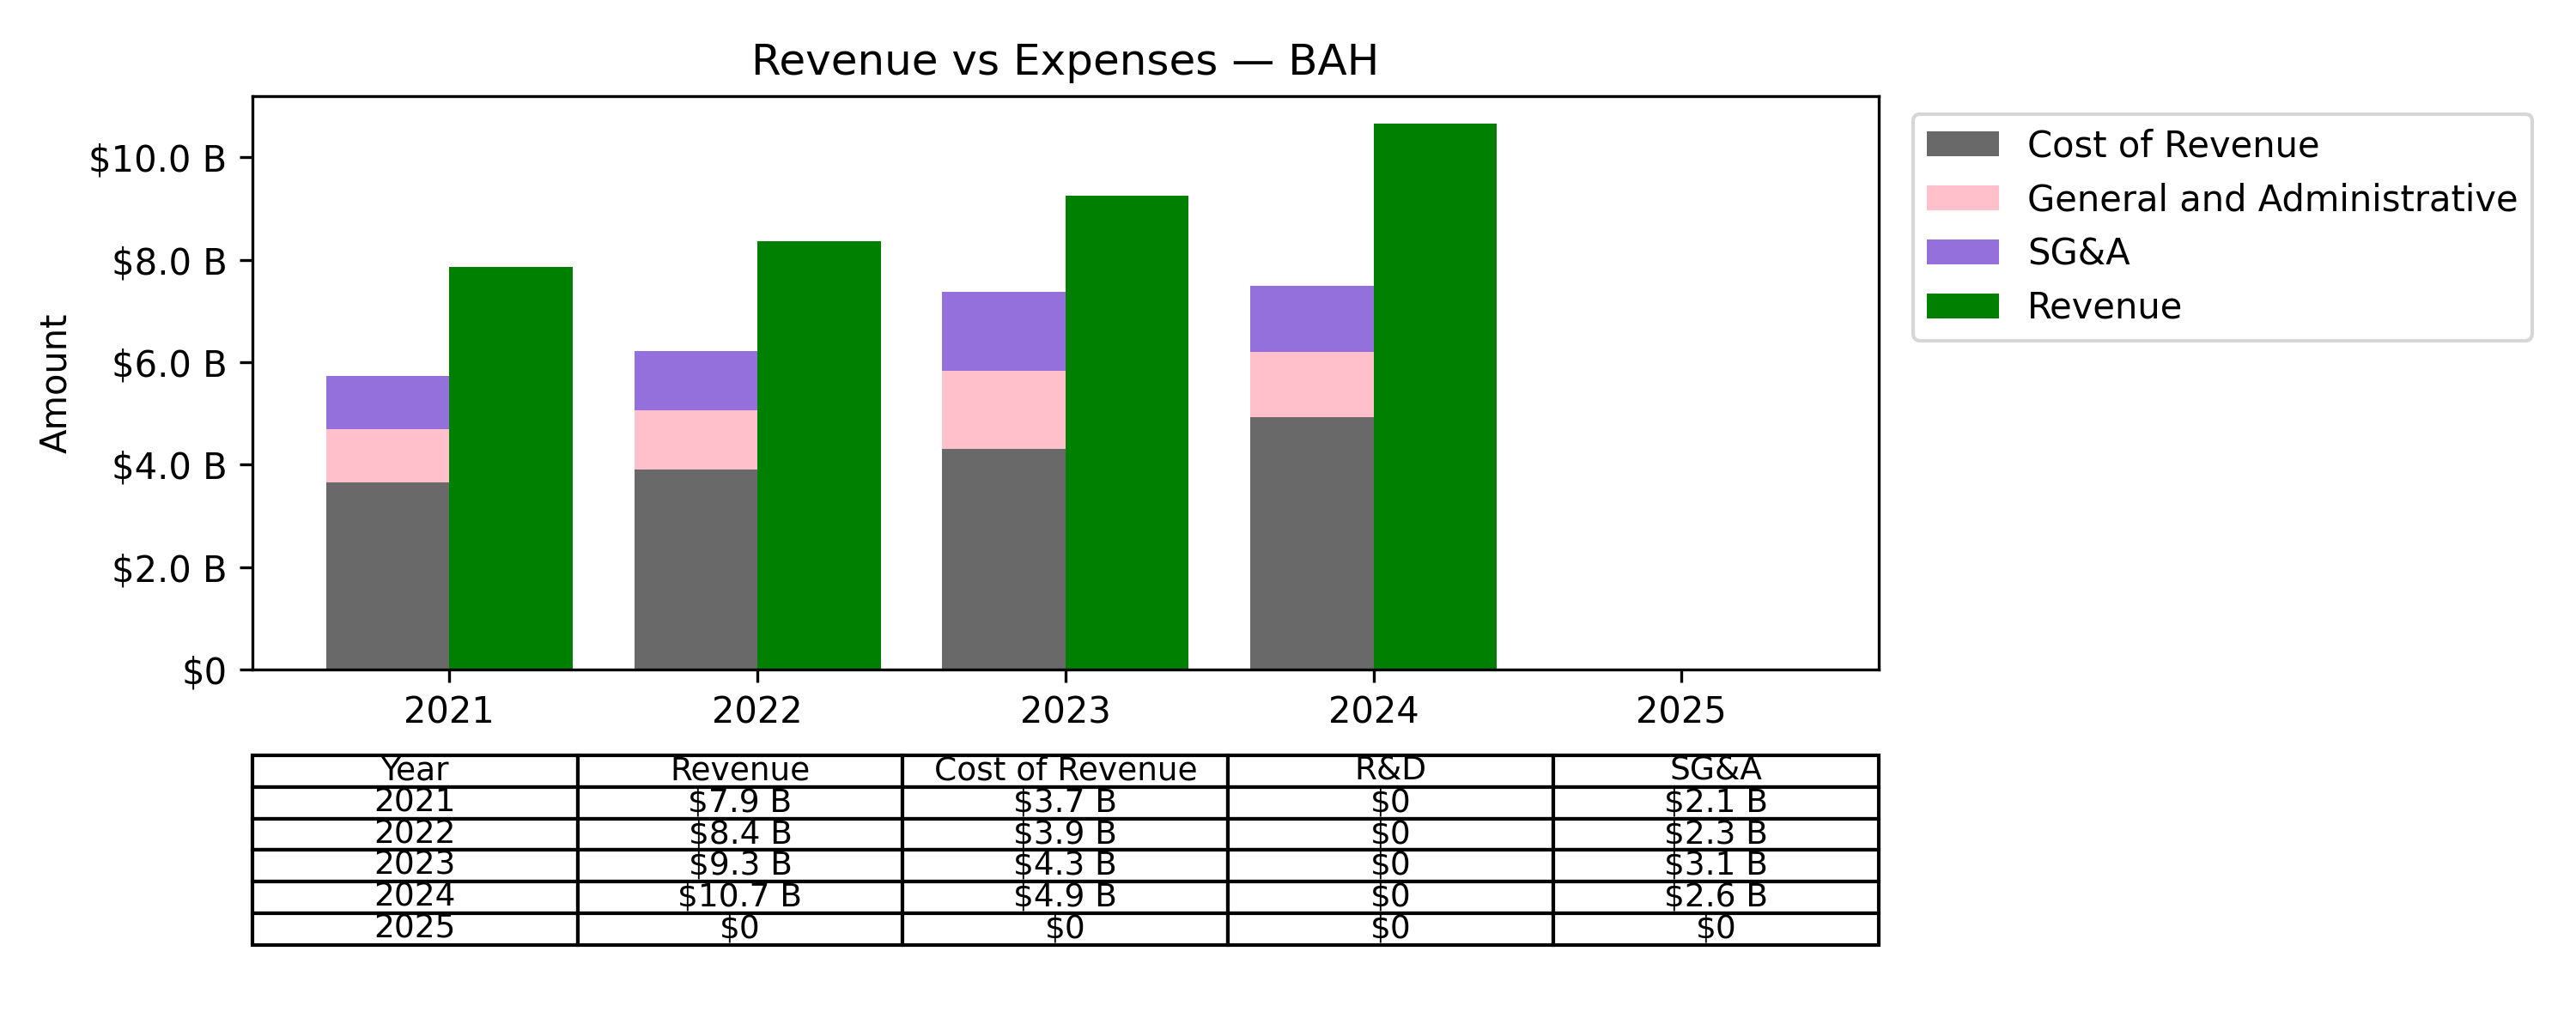 Revenue vs Expenses — BAH
Amount
$10.0 B
$8.0 B
$6.0 B
$4.0 B
$2.0 B
$0
2021 2022 2023 2024 2025
Cost of Revenue
General and Administrative
SG&A
Revenue
Year Revenue Cost of Revenue R&D SG&A
2021 $7.9 B $3.7 B $0 $2.1 B
2022 $8.4 B $3.9 B $0 $2.3 B
2023 $9.3 B $4.3 B $0 $3.1 B
2024 $10.7 B $4.9 B $0 $2.6 B
2025 $0 $0 $0 $0